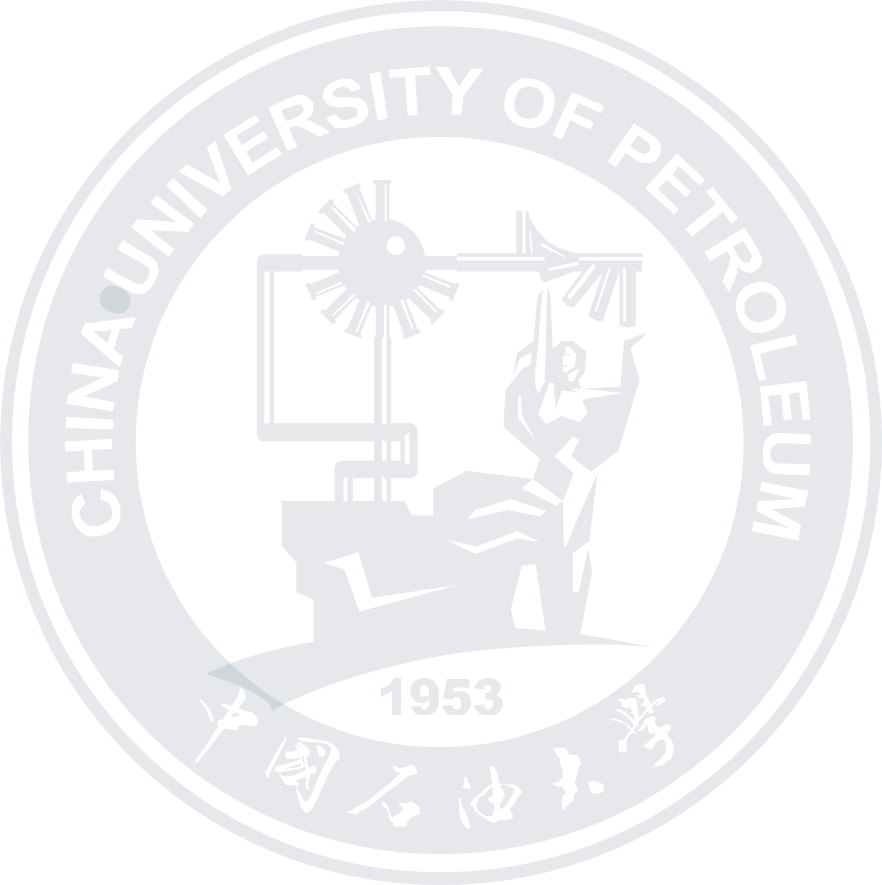 CHINA•UNIVERSITY OF PETROLEUM
1953
中國石油大學